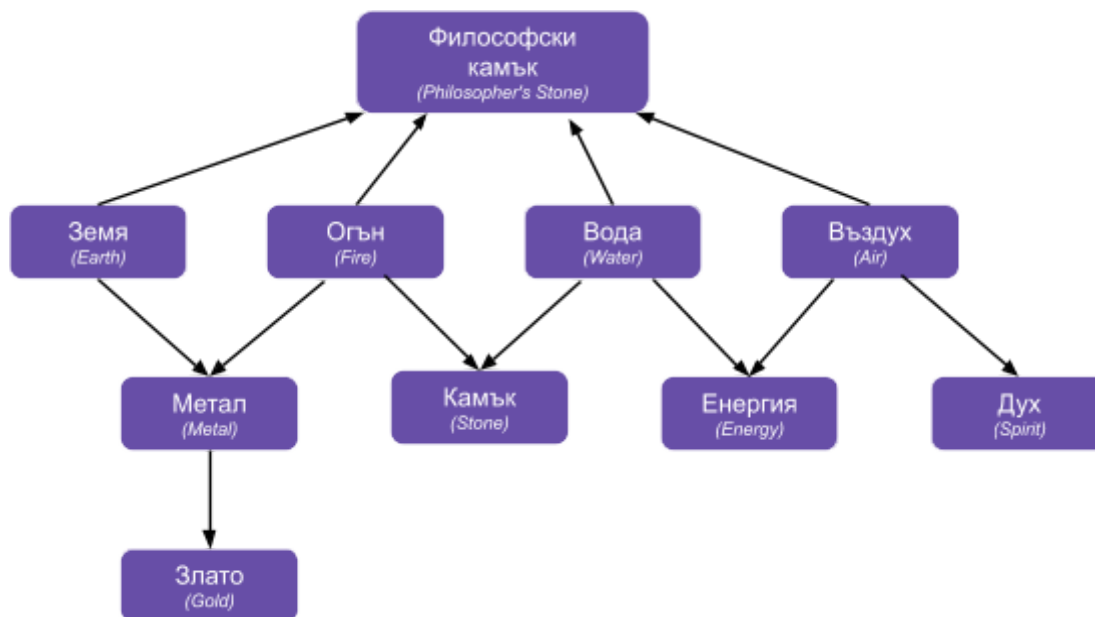 Философски
камък
(Philosopher's Stone)
Земя
(Earth)
Огън
(Fire)
Вода
(Water)
Въздух
(Air)
Метал
(Metal)
Камък
(Stone)
Енергия
(Energy)
Дух
(Spirit)
Злато
(Gold)